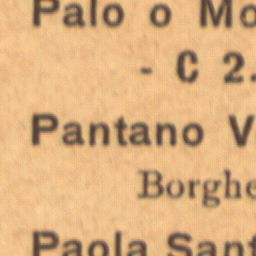 Palo o Mo
- C 2.
Pantano V
Borghe
Paola Sant